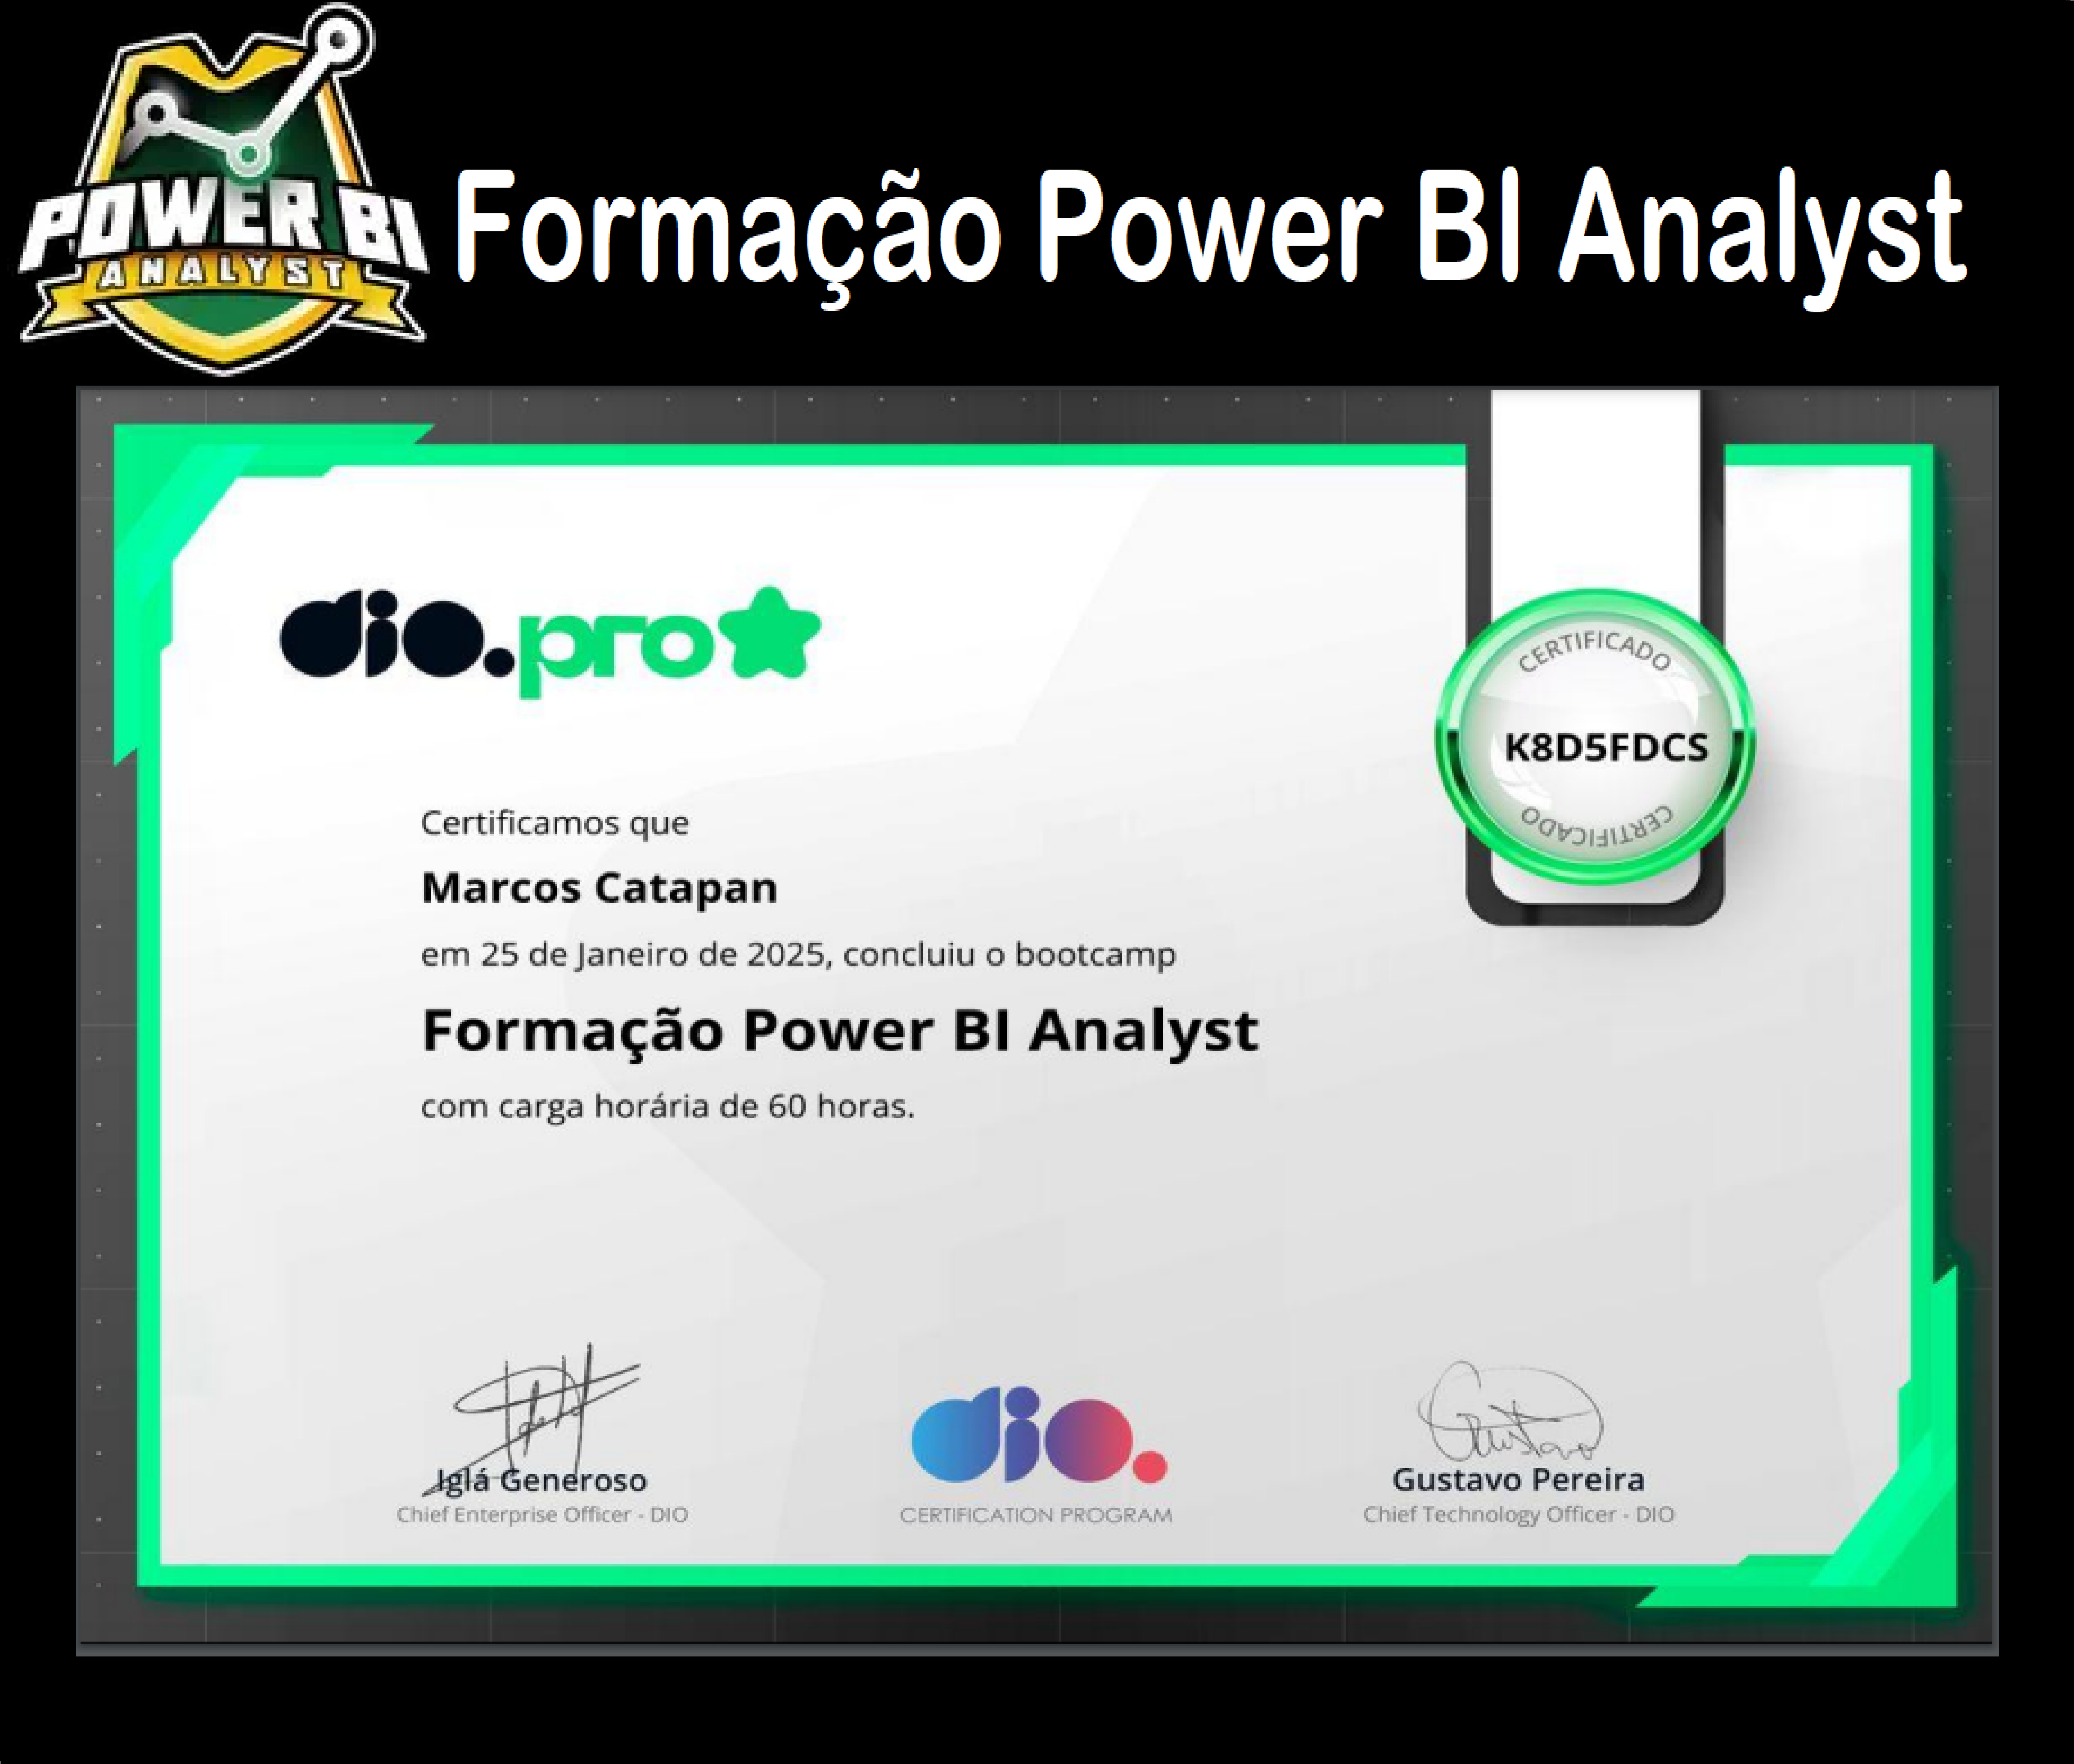 POWER BI
ANALYST
Formação Power BI Analyst
dio.pro
CERTIFICADO
K8D5FDCS
CERTIFICADO
Certificamos que
Marcos Catapan
em 25 de Janeiro de 2025, concluiu o bootcamp
Formação Power BI Analyst
com carga horária de 60 horas.
Iglá Generoso
Chief Enterprise Officer - DIO
dio.
CERTIFICATION PROGRAM
Gustavo
Gustavo Pereira
Chief Technology Officer - DIO